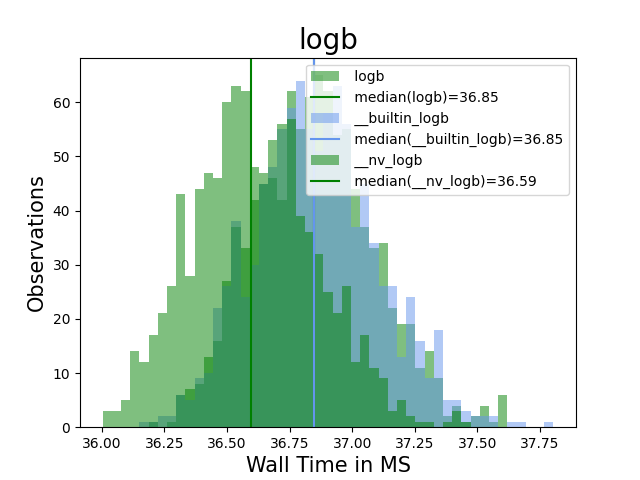 logb
logb
median(logb)=36.85
__builtin_logb
median(__builtin_logb)=36.85
__nv_logb
median(__nv_logb)=36.59
Observations
60
50
40
30
20
10
0
36.00 36.25 36.50 36.75 37.00 37.25 37.50 37.75
Wall Time in MS